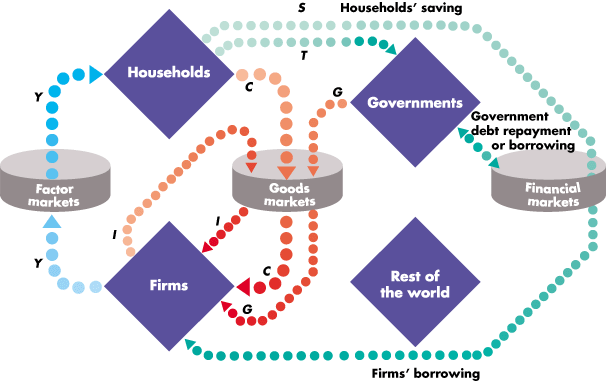 S
Households' saving
T
Households
Y
C
G
Governments
Government
debt repayment
or borrowing
Factor
markets
Goods
markets
Financial
markets
I
I
Y
Firms
C
G
Rest of
the world
Firms' borrowing